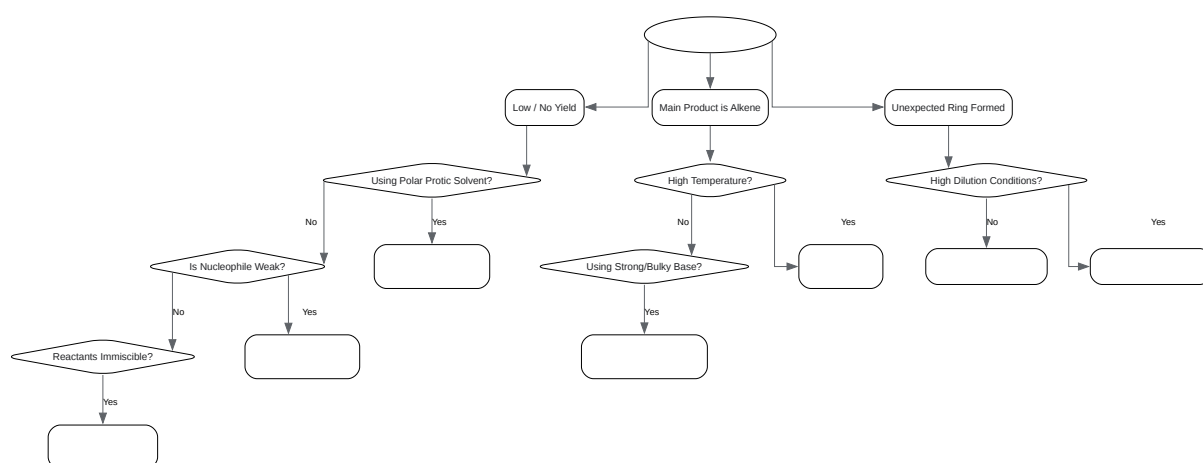 Low / No Yield
Main Product is Alkene
Unexpected Ring Formed
Using Polar Protic Solvent?
High Temperature?
High Dilution Conditions?
No
Yes
No
Yes
No
Yes
Is Nucleophile Weak?
Using Strong/Bulky Base?
No
Yes
Yes
Reactants Immiscible?
Yes